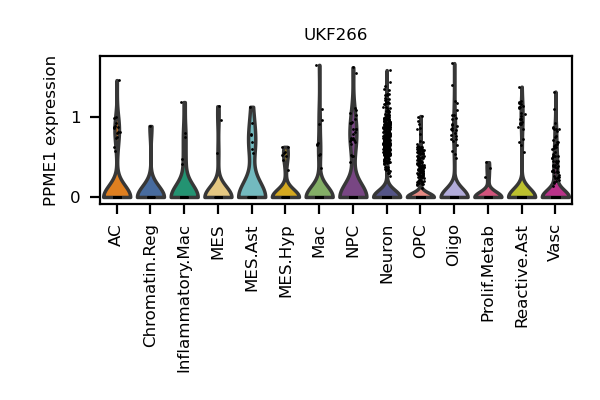 UKF266
PPME1 expression
1
0
AC
Chromatin.Reg
Inflammatory.Mac
MES
MES.Ast
MES.Hyp
Mac
NPC
Neuron
OPC
Oligo
Prolif.Metab
Reactive.Ast
Vasc